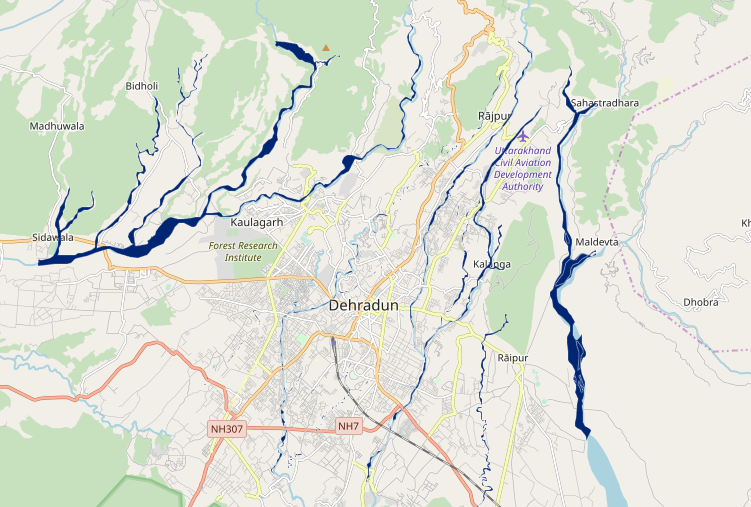 Bidholi
Madhuwala
Sahastradhara
Rājpur
Uttarakhand
Civil Aviation
Development
Authority
Sidawala
Kaulagarh
Forest Research
Institute
Maldevta
Kalanga
Dehradun
Dhobra
Rāipur
NH307
NH7